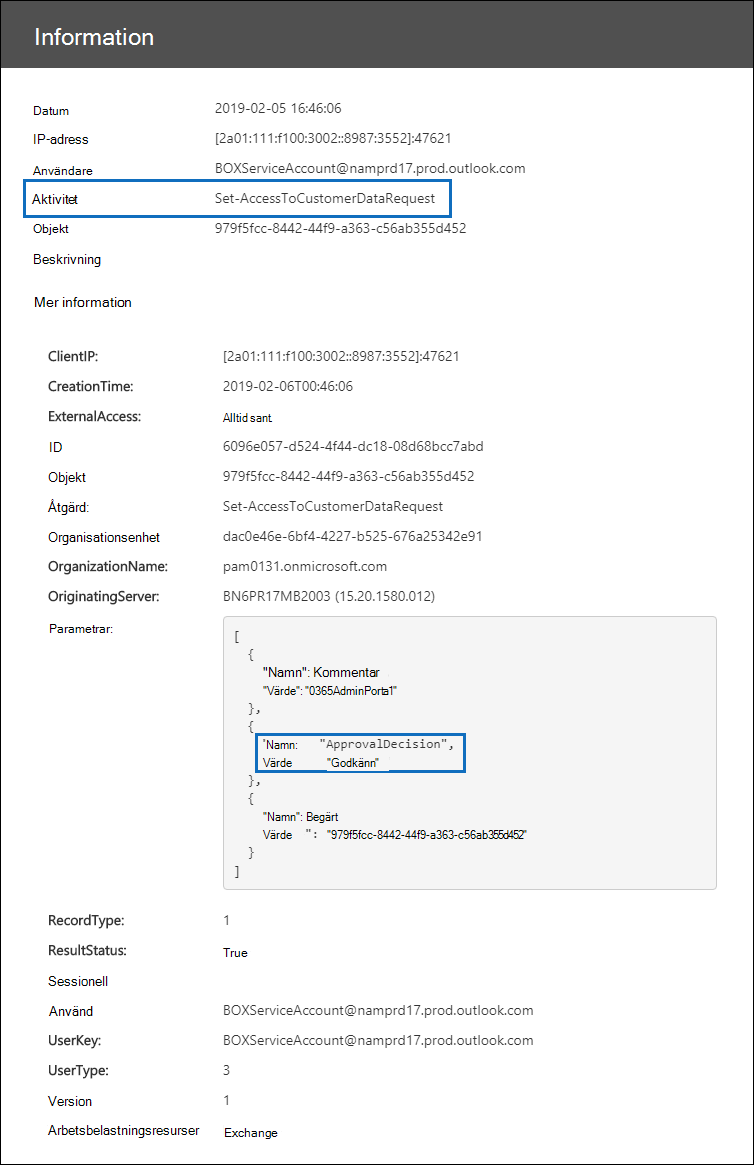 Information
Datum 2019-02-05 16:46:06
IP-adress [2a01:111:f100:3002::8987:3552]:47621
Användare BOXServiceAccount@namprd17.prod.outlook.com
Aktivitet Set-AccessToCustomerDataRequest
Objekt 979f5fcc-8442-44f9-a363-c56ab355d452
Beskrivning
Mer information
ClientIP: [2a01:111:f100:3002::8987:3552]:47621
CreationTime: 2019-02-06T00:46:06
ExternalAccess: Alltid sant
ID 6096e057-d524-4f44-dc18-08d68bcc7abd
Objekt 979f5fcc-8442-44f9-a363-c56ab355d452
Åtgärd: Set-AccessToCustomerDataRequest
Organisationsenhet dac0e46e-6bf4-4227-b525-676a25342e91
OrganizationName: pam0131.onmicrosoft.com
OriginatingServer: BN6PR17MB2003 (15.20.1580.012)
Parametrar:
[
{
"Namn": Kommentar
"Värde": "0365AdminPorta1"
},
{
'Namn: "ApprovalDecision",
Värde "Godkänn"
},
{
"Namn": Begärt
Värde ": "979f5fcc-8442-44f9-a363-c56ab355d452"
}
]
RecordType: 1
ResultStatus: True
Sessionell
Använd BOXServiceAccount@namprd17.prod.outlook.com
UserKey: BOXServiceAccount@namprd17.prod.outlook.com
UserType: 3
Version 1
Arbetsbelastningsresurser Exchange